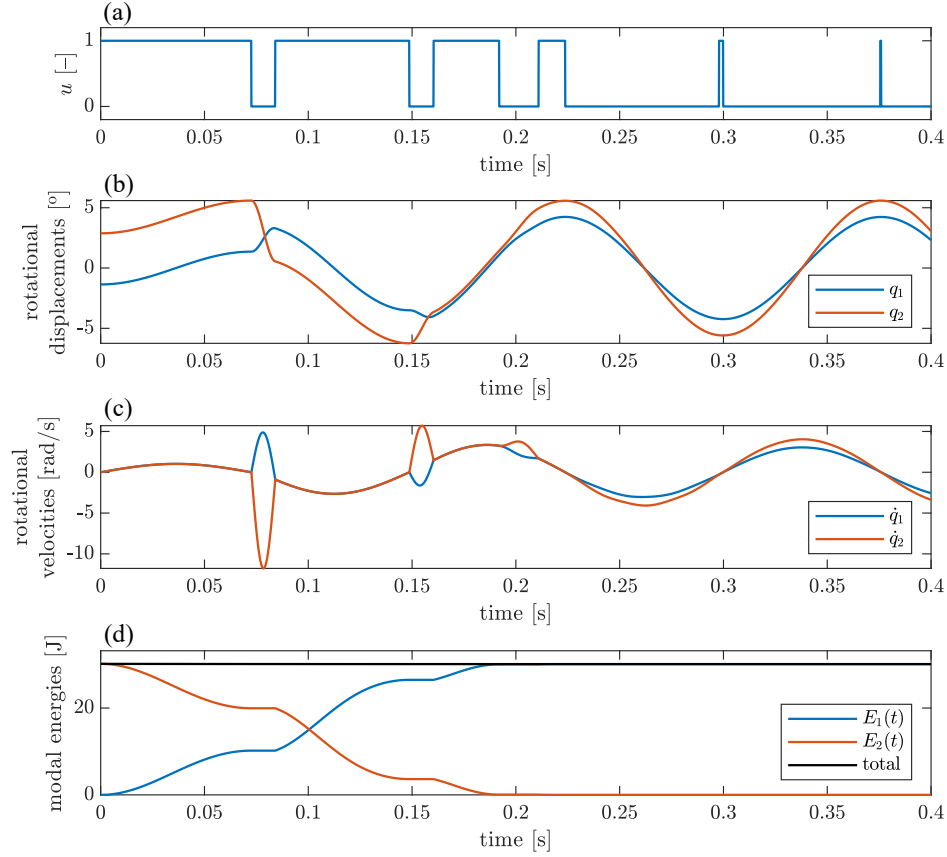 (a)
1
0
u [−]
0 0.05 0.1 0.15 0.2 0.25 0.3 0.35 0.4
time [s]
(b)
5
0
-5
rotational
displacements [°]
q₁
q₂
0 0.05 0.1 0.15 0.2 0.25 0.3 0.35 0.4
time [s]
(c)
5
0
-5
-10
rotational
velocities [rad/s]
q̇₁
q̇₂
0 0.05 0.1 0.15 0.2 0.25 0.3 0.35 0.4
time [s]
(d)
20
0
modal energies [J]
E₁(t)
E₂(t)
total
0 0.05 0.1 0.15 0.2 0.25 0.3 0.35 0.4
time [s]